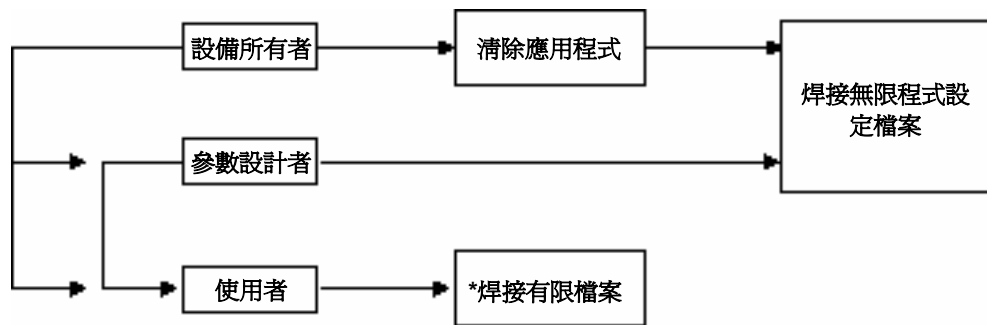 設備所有者
清除應用程式
焊接無限程式設
定檔案
參數設計者
使用者
*焊接有限檔案